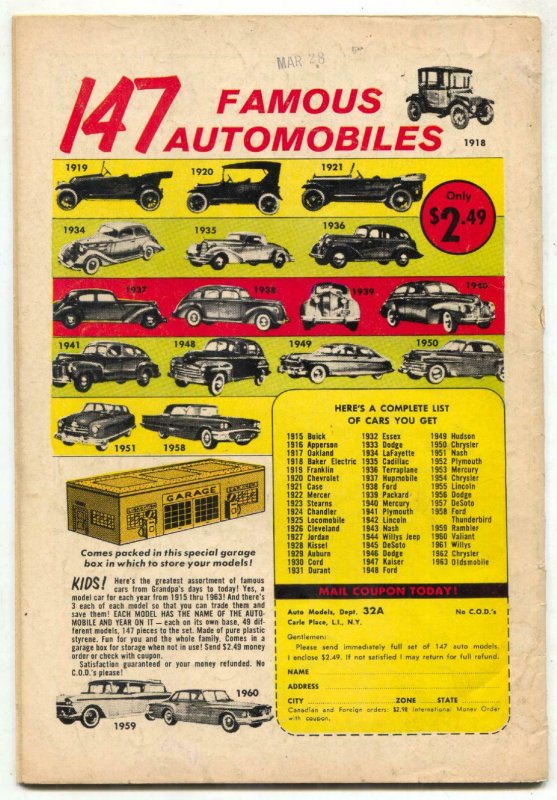 MAR 28
147 FAMOUS
AUTOMOBILES
1918
1919
1920
1921
Only
$2.49
1934
1935
1936
1937
1938
1939
1940
1941
1948
1949
1950
1951
1958
HERE'S A COMPLETE LIST
OF CARS YOU GET
1915 Buick
1916 Apperson
1917 Oakland
1918 Baker Electric
1919 Franklin
1920 Chevrolet
1921 Case
1922 Mercer
1923 Stearns
1924 Chandler
1925 Locomobile
1926 Cleveland
1927 Jordan
1928 Kissel
1929 Auburn
1930 Cord
1931 Durant
1932 Essex
1933 Dodge
1934 LaFayette
1935 Cadillac
1936 Terraplane
1937 Hupmobile
1938 Ford
1939 Packard
1940 Mercury
1941 Plymouth
1942 Lincoln
1943 Nash
1944 Willys Jeep
1945 DeSoto
1946 Dodge
1947 Kaiser
1948 Ford
1949 Hudson
1950 Chrysler
1951 Nash
1952 Plymouth
1953 Mercury
1954 Chrysler
1955 Lincoln
1956 Dodge
1957 DeSoto
1958 Ford
Thunderbird
1959 Rambler
1960 Valiant
1961 Willys
1962 Chrysler
1963 Oldsmobile
GARAGE
Comes packed in this special garage
box in which to store your models!
KIDS! Here's the greatest assortment of famous
cars from Grandpa's days to today! Yes, a
model car for each year from 1915 thru 1963! And there's
3 each of each model so that you can trade them and
save them! EACH MODEL HAS THE NAME OF THE AUTO-
MOBILE AND YEAR ON IT — each on its own base, 49 dif-
ferent models, 147 pieces to the set. Made of pure plastic
styrene. Fun for you and the whole family. Comes in a
garage box for storage when not in use! Send $2.49 money
order or check with coupon.
Satisfaction guaranteed or your money refunded. No
C.O.D.'s please!
1959
1960
MAIL COUPON TODAY!
Auto Models, Dept. 32A No C.O.D.'s
Carle Place, L.I., N.Y.
Gentlemen:
Please send immediately full set of 147 auto models.
I enclose $2.49. If not satisfied I may return for full refund.
NAME
ADDRESS
CITY ZONE STATE
Canadian and Foreign orders: $2.98 International Money Order
with coupon.